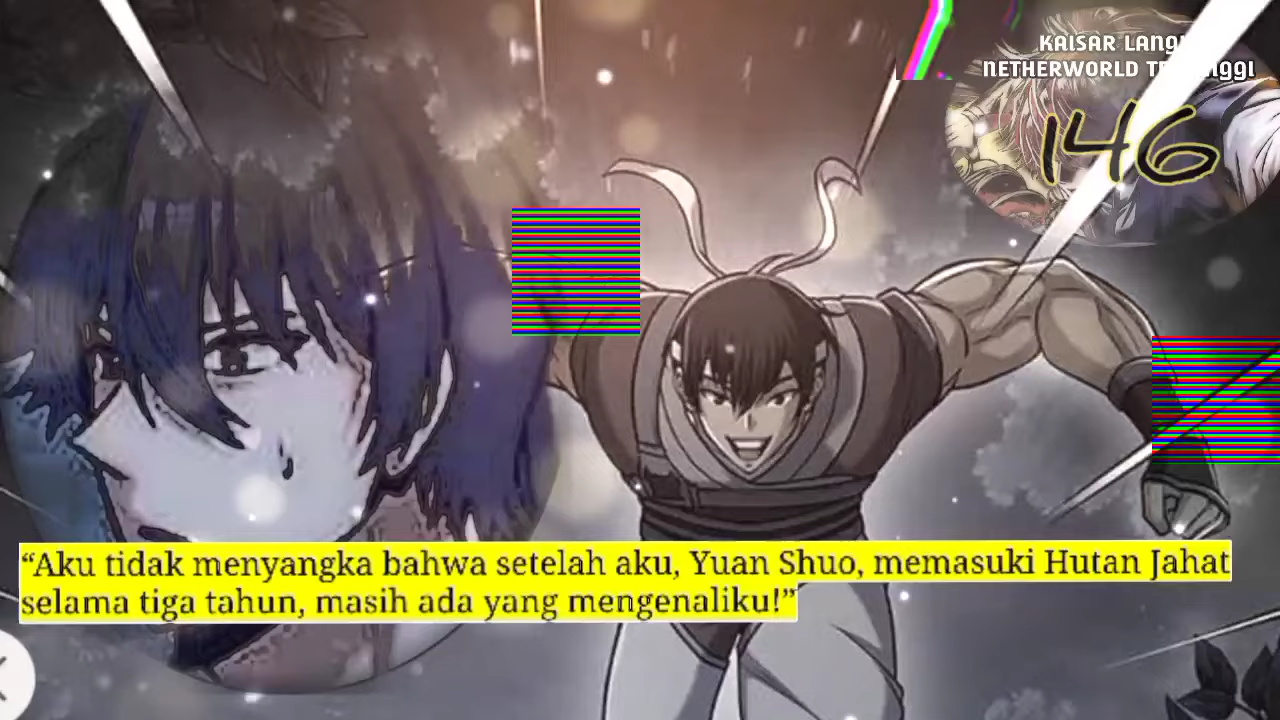 KAISAR LANGI
NETHERWORLD
146
“Aku tidak menyangka bahwa setelah aku, Yuan Shuo, memasuki Hutan Jahat
selama tiga tahun, masih ada yang mengenaliku!”